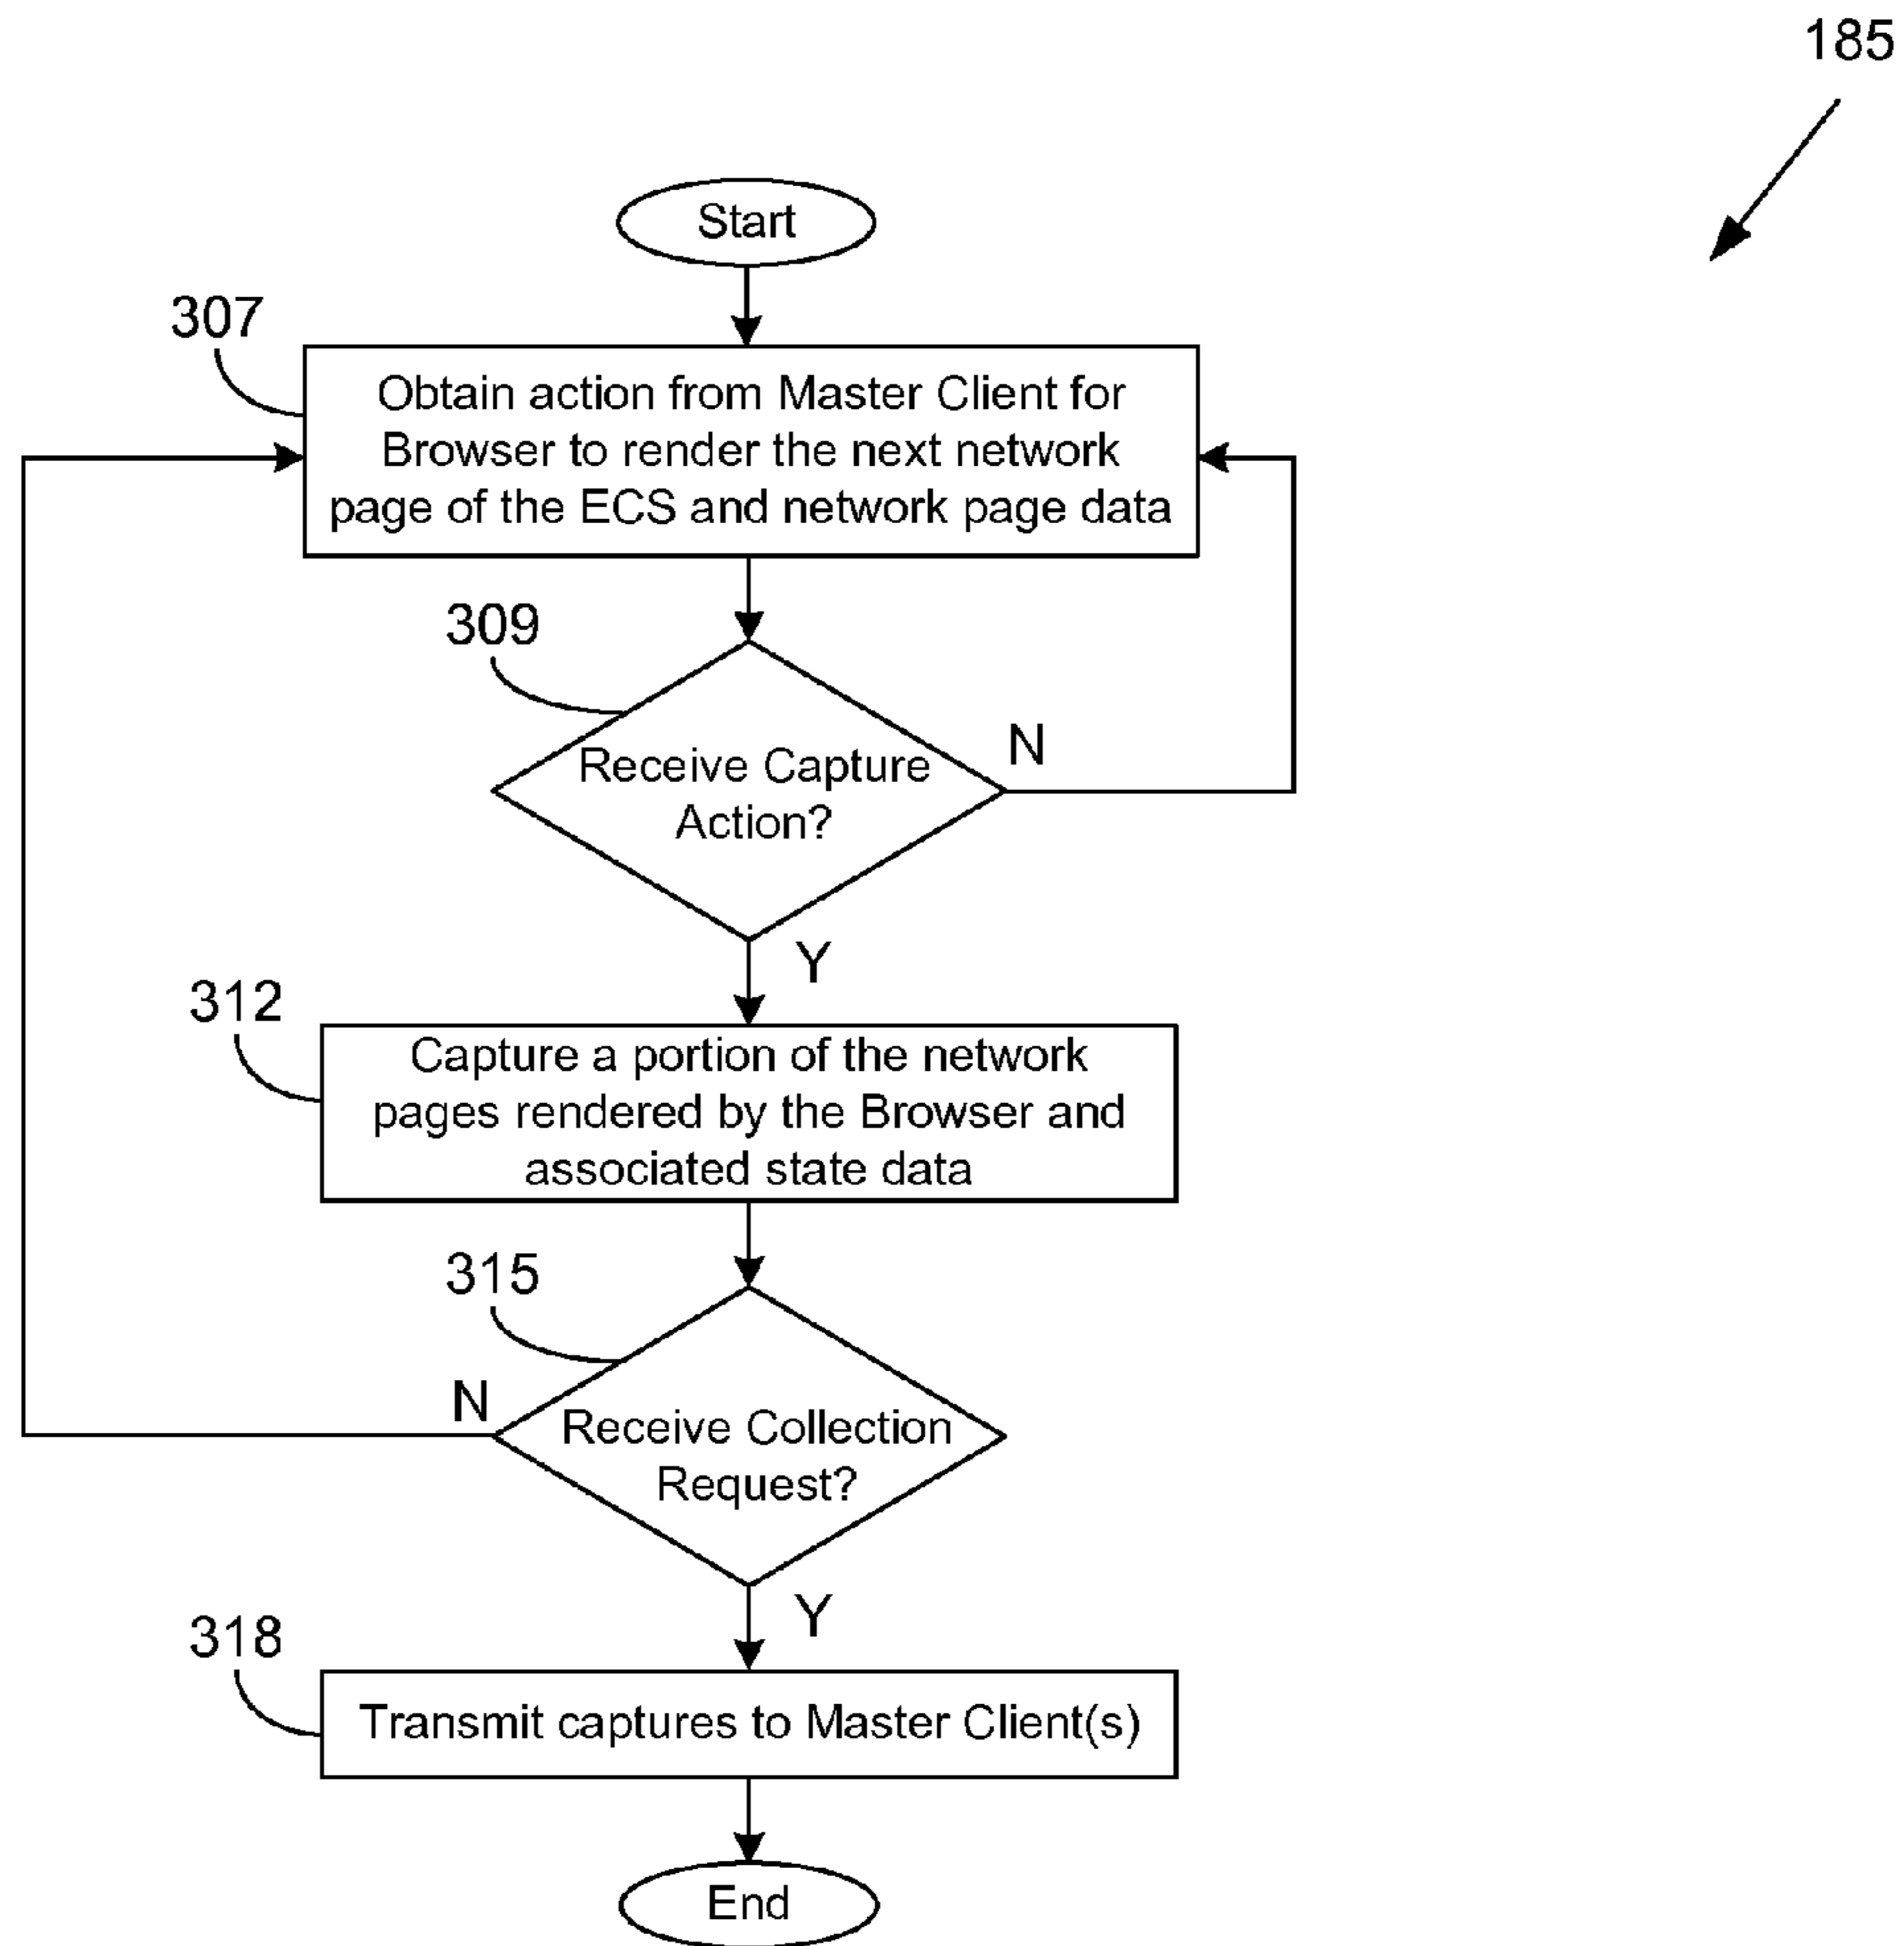 185
Start
307
Obtain action from Master Client for
Browser to render the next network
page of the ECS and network page data
309
Receive Capture
Action?
N
Y
312
Capture a portion of the network
pages rendered by the Browser and
associated state data
315
N
Receive Collection
Request?
Y
318
Transmit captures to Master Client(s)
End